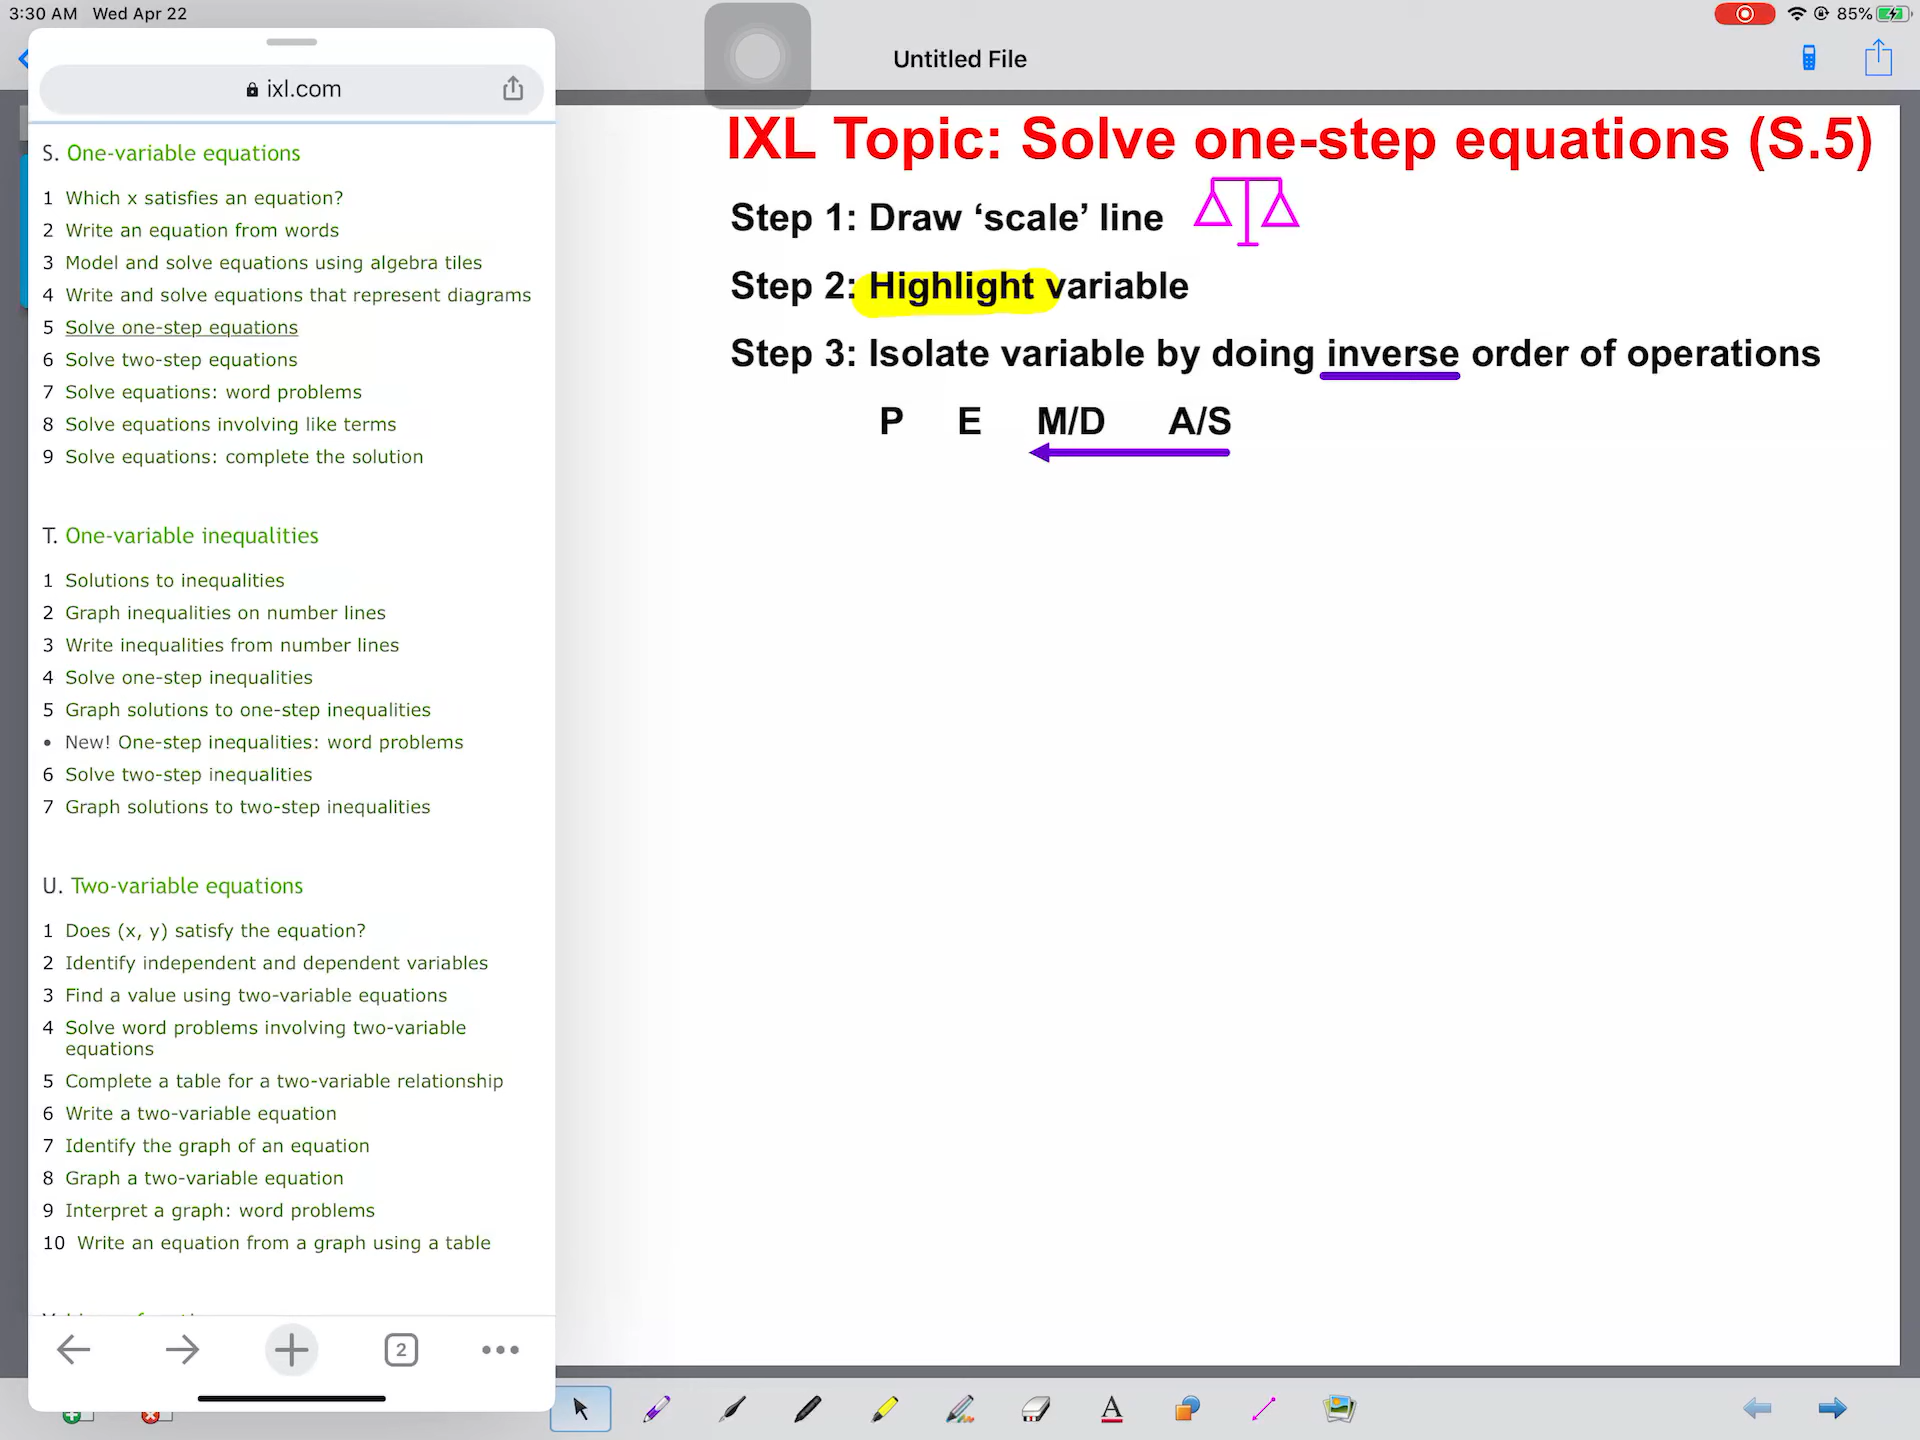 3:30 AM Wed Apr 22
85%
Untitled File
ixl.com
S. One-variable equations
1 Which x satisfies an equation?
2 Write an equation from words
3 Model and solve equations using algebra tiles
4 Write and solve equations that represent diagrams
5 Solve one-step equations
6 Solve two-step equations
7 Solve equations: word problems
8 Solve equations involving like terms
9 Solve equations: complete the solution
T. One-variable inequalities
1 Solutions to inequalities
2 Graph inequalities on number lines
3 Write inequalities from number lines
4 Solve one-step inequalities
5 Graph solutions to one-step inequalities
• New! One-step inequalities: word problems
6 Solve two-step inequalities
7 Graph solutions to two-step inequalities
U. Two-variable equations
1 Does (x, y) satisfy the equation?
2 Identify independent and dependent variables
3 Find a value using two-variable equations
4 Solve word problems involving two-variable
equations
5 Complete a table for a two-variable relationship
6 Write a two-variable equation
7 Identify the graph of an equation
8 Graph a two-variable equation
9 Interpret a graph: word problems
10 Write an equation from a graph using a table
2
IXL Topic: Solve one-step equations (S.5)
Step 1: Draw ‘scale’ line
Step 2: Highlight variable
Step 3: Isolate variable by doing inverse order of operations
P E M/D A/S
A